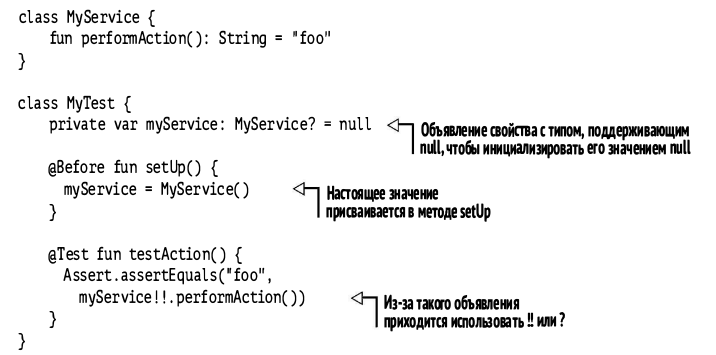 class MyService {
fun performAction(): String = "foo"
}
class MyTest {
private var myService: MyService? = null
Объявление свойства с типом, поддерживающим
null, чтобы инициализировать его значением null
@Before fun setUp() {
myService = MyService()
Настоящее значение
присваивается в методе setUp
}
@Test fun testAction() {
Assert.assertEquals("foo",
myService!!.performAction())
Из-за такого объявления
приходится использовать !! или ?
}
}